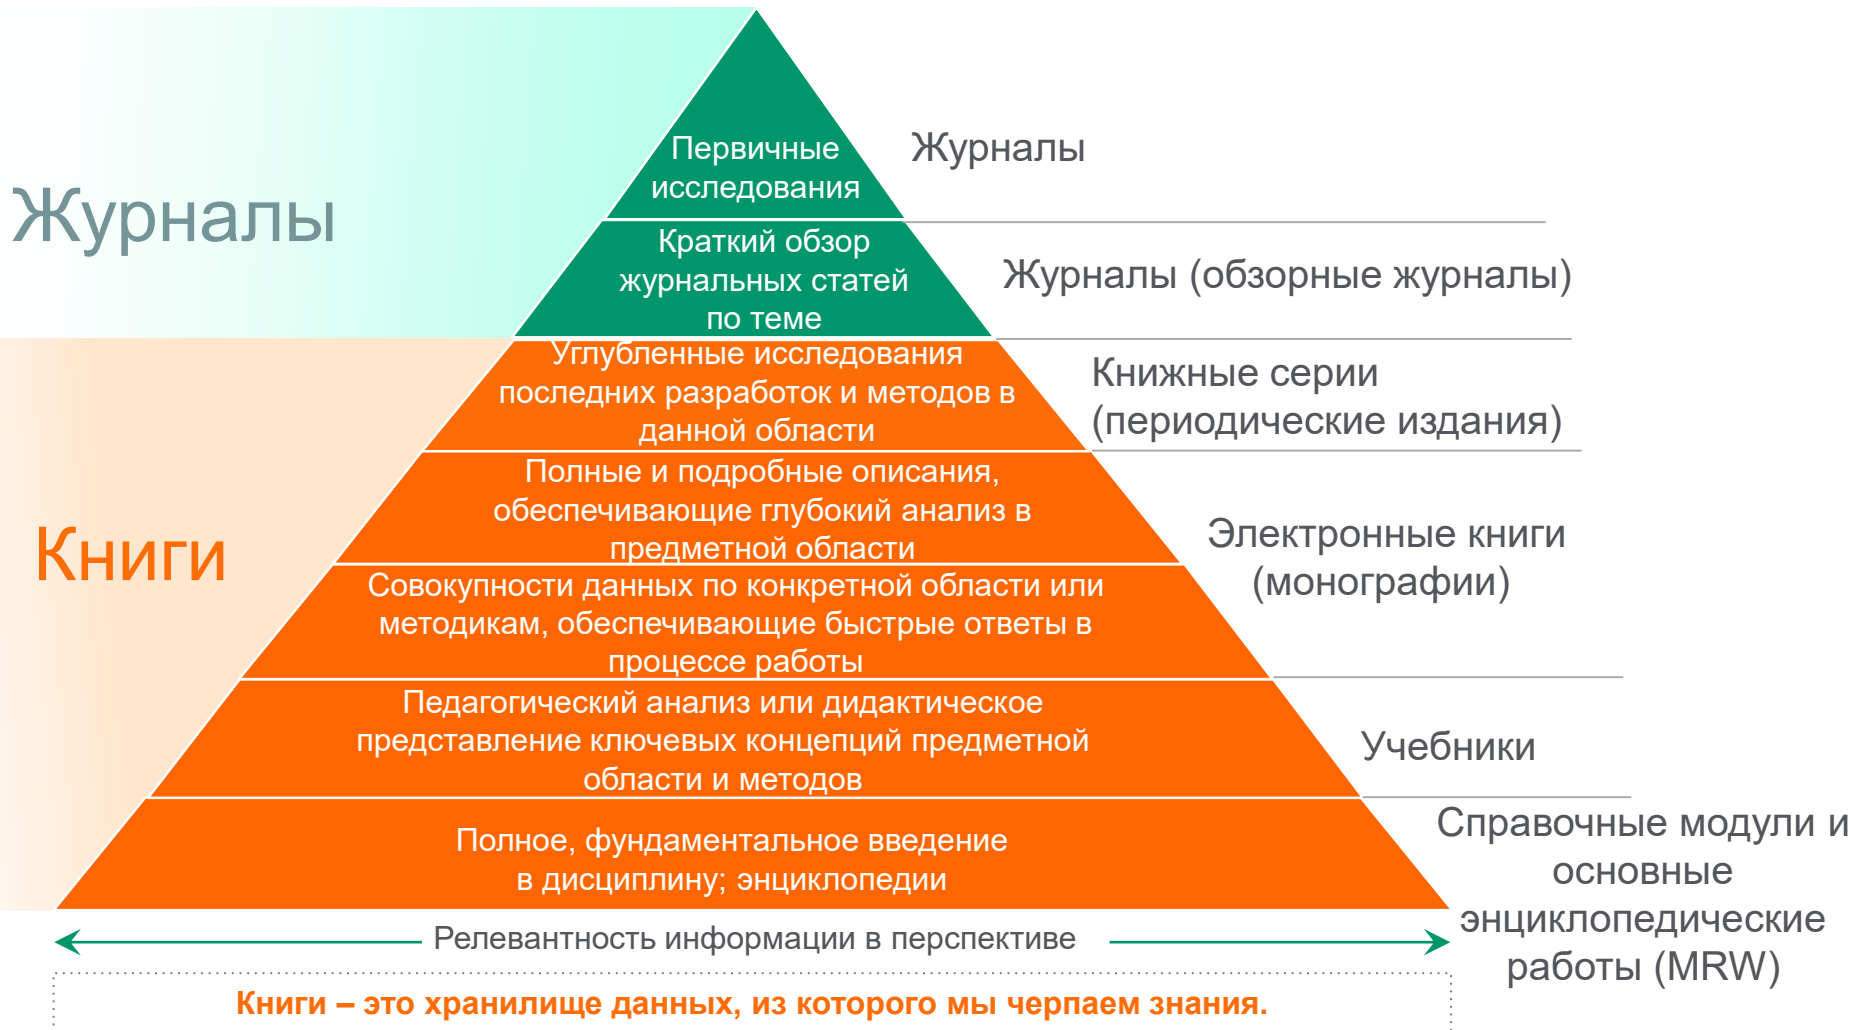 Журналы
Первичные
исследования
Журналы
Краткий обзор
журнальных статей
по теме
Журналы (обзорные журналы)
Книги
Углубленные исследования
последних разработок и методов в
данной области
Книжные серии
(периодические издания)
Полные и подробные описания,
обеспечивающие глубокий анализ в
предметной области
Совокупности данных по конкретной области или
методикам, обеспечивающие быстрые ответы в
процессе работы
Электронные книги
(монографии)
Педагогический анализ или дидактическое
представление ключевых концепций предметной
области и методов
Учебники
Полное, фундаментальное введение
в дисциплину; энциклопедии
Справочные модули и
основные
энциклопедические
работы (MRW)
Релевантность информации в перспективе
Книги – это хранилище данных, из которого мы черпаем знания.